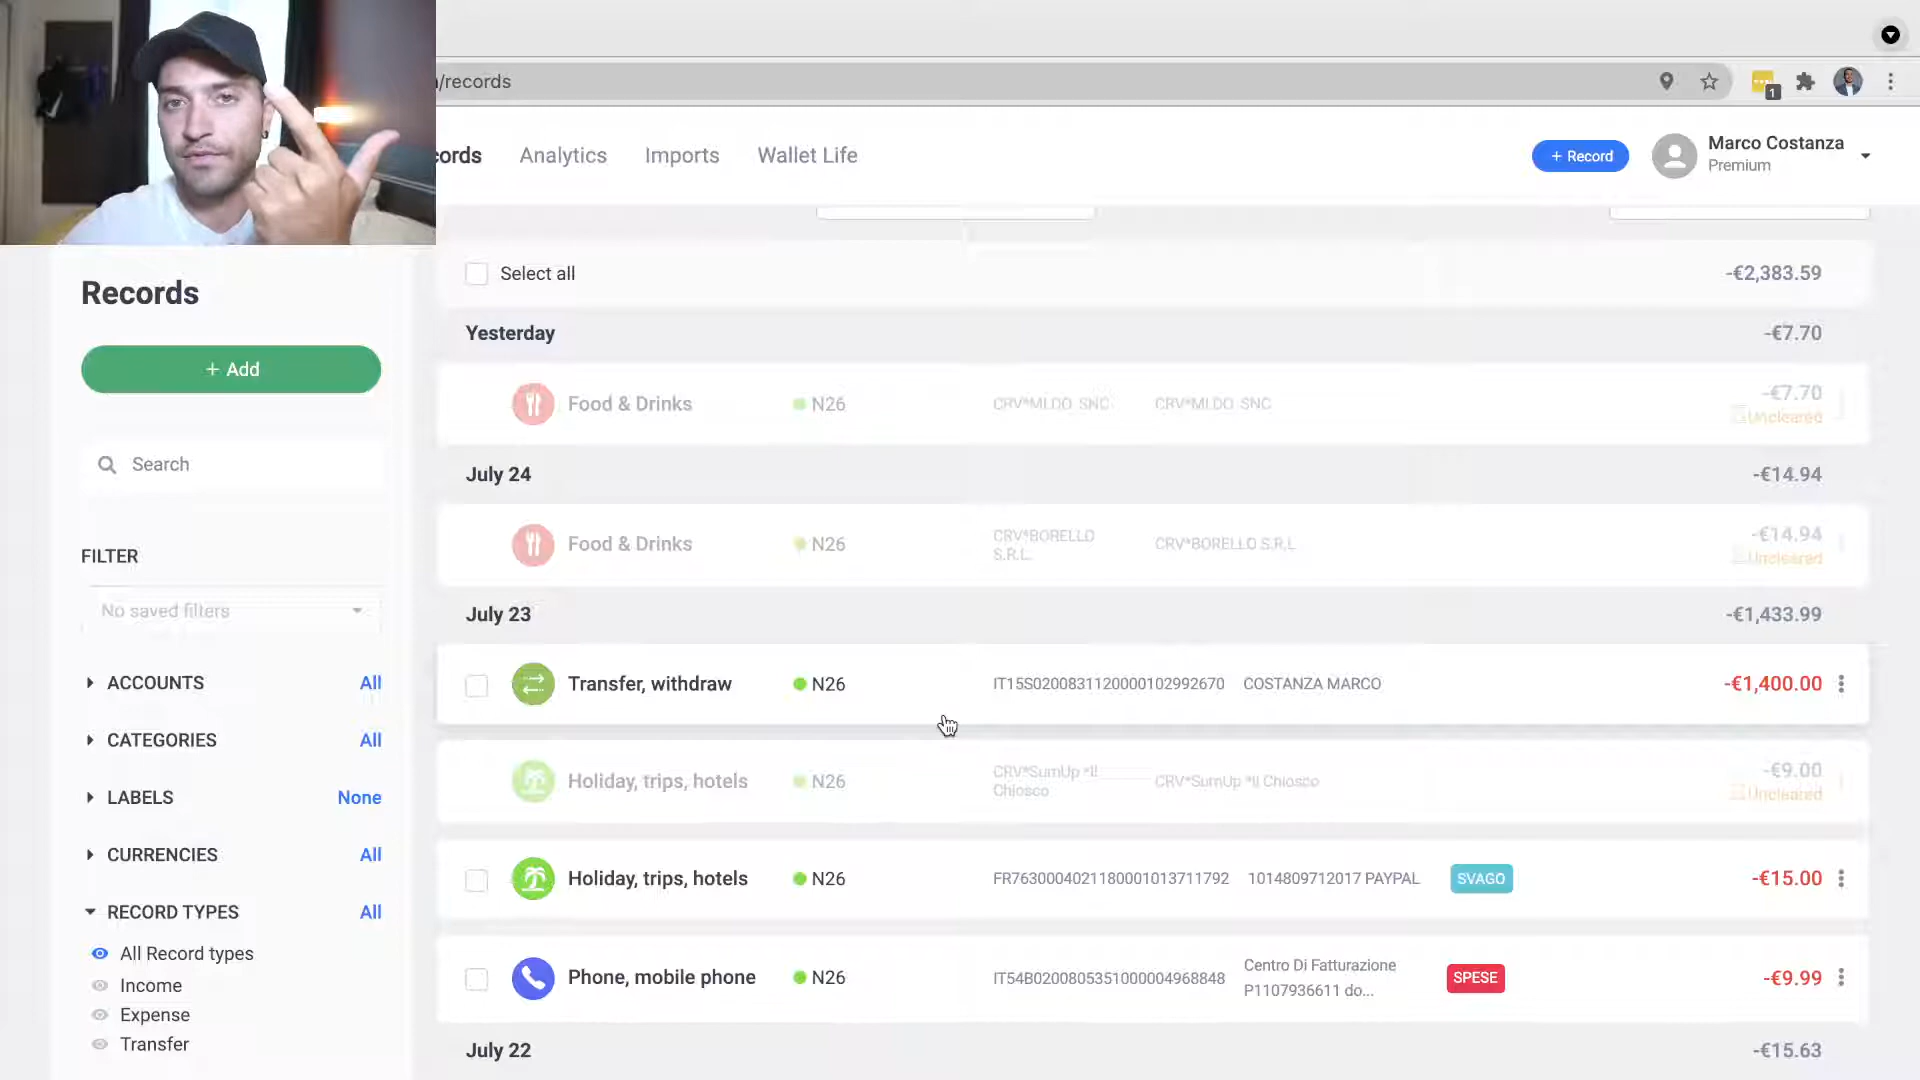 /records
1
ords Analytics Imports Wallet Life
+ Record
Marco Costanza
Premium
Records
+ Add
Search
FILTER
No saved filters
ACCOUNTS All
CATEGORIES All
LABELS None
CURRENCIES All
RECORD TYPES All
All Record types
Income
Expense
Transfer
Select all -€2,383.59
Yesterday -€7.70
Food & Drinks N26 CRV*MLDO SNC CRV*MLDO SNC -€7.70
Uncleared
July 24 -€14.94
Food & Drinks N26 CRV*BORELLO S.R.L. CRV*BORELLO S.R.L. -€14.94
Uncleared
July 23 -€1,433.99
Transfer, withdraw N26 IT15S0200831120000102992670 COSTANZA MARCO -€1,400.00
Holiday, trips, hotels N26 CRV*SumUp *Il Chiosco CRV*SumUp *Il Chiosco -€9.00
Uncleared
Holiday, trips, hotels N26 FR7630004021180001013711792 1014809712017 PAYPAL SVAGO -€15.00
Phone, mobile phone N26 IT54B0200805351000004968848 Centro Di Fatturazione
P1107936611 do... SPESE -€9.99
July 22 -€15.63